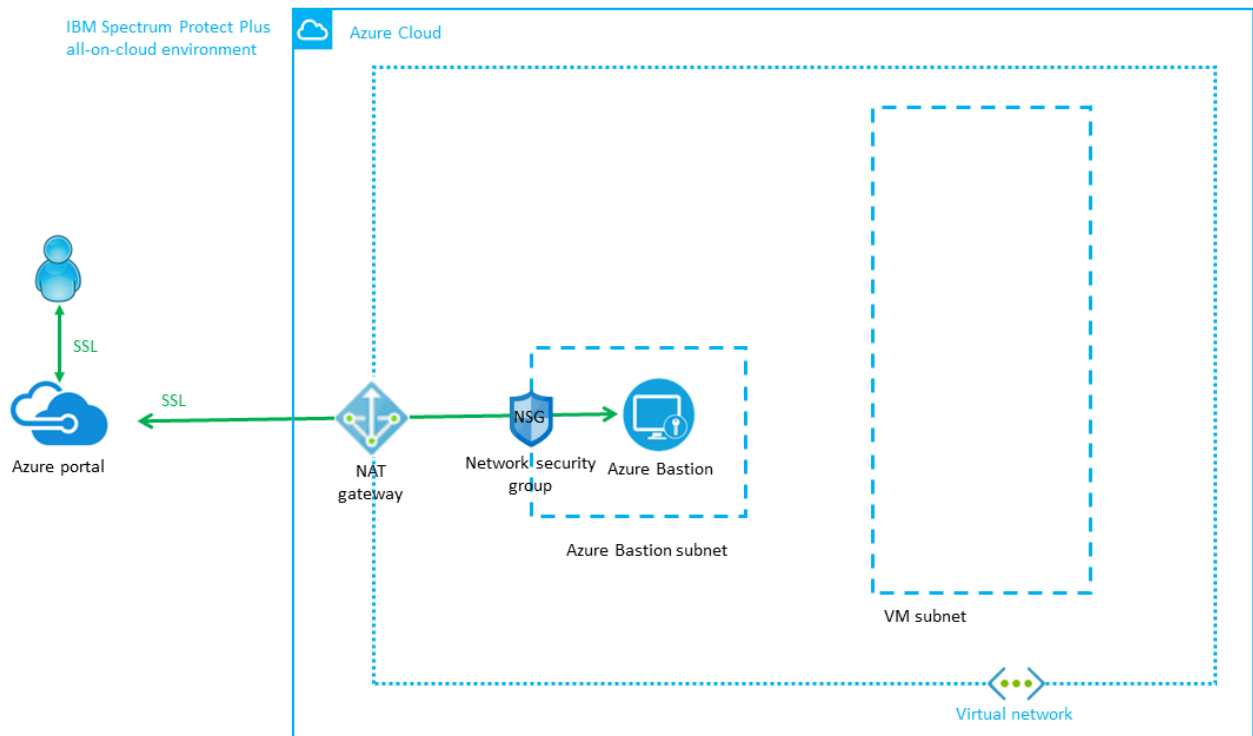 IBM Spectrum Protect Plus
all-on-cloud environment
Azure Cloud
SSL
SSL
Azure portal
NAT
gateway
NSG
Network security
group
Azure Bastion
Azure Bastion subnet
VM subnet
Virtual network